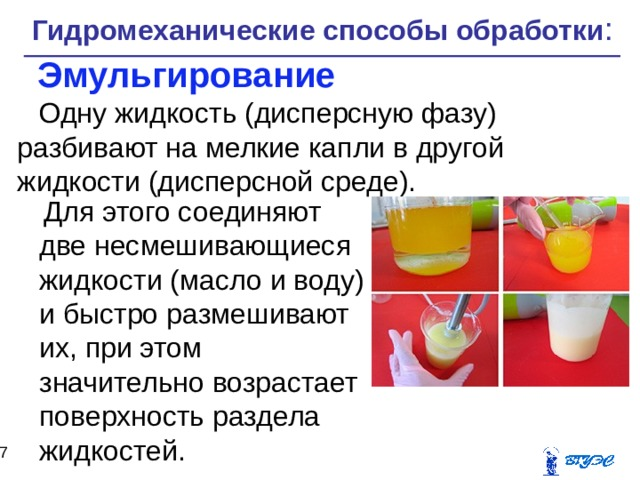 Гидромеханические способы обработки:
Эмульгирование
Одну жидкость (дисперсную фазу)
разбивают на мелкие капли в другой
жидкости (дисперсной среде).
Для этого соединяют
две несмешивающиеся
жидкости (масло и воду)
и быстро размешивают
их, при этом
значительно возрастает
поверхность раздела
жидкостей.
7
ВГУЭС